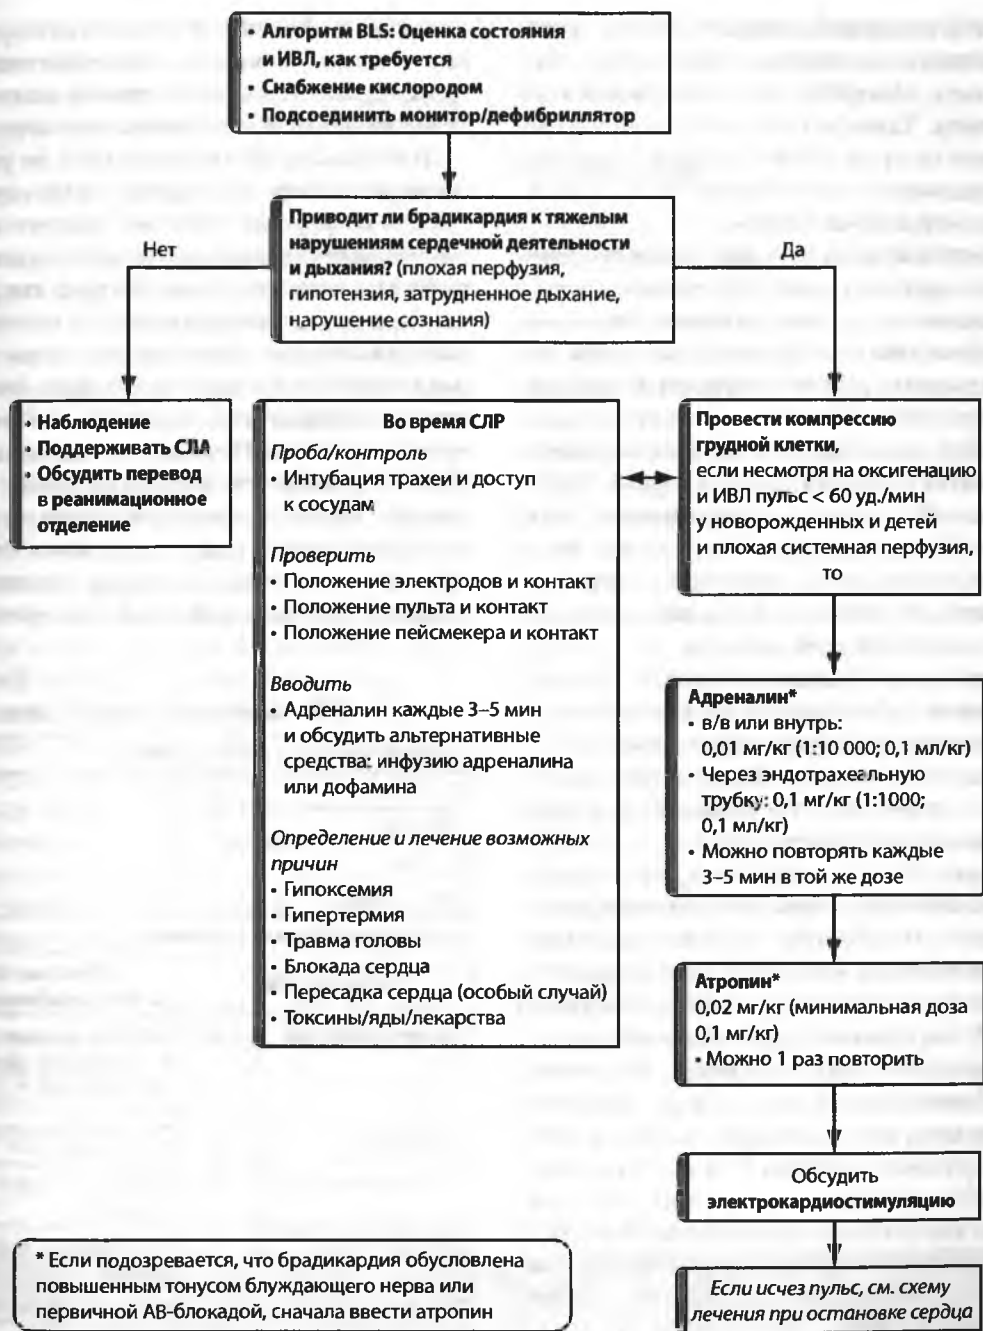 • Алгоритм BLS: Оценка состояния
и ИВЛ, как требуется
• Снабжение кислородом
• Подсоединить монитор/дефибриллятор
Приводит ли брадикардия к тяжелым
нарушениям сердечной деятельности
и дыхания? (плохая перфузия,
гипотензия, затрудненное дыхание,
нарушение сознания)
Нет
Да
• Наблюдение
• Поддерживать СЛА
• Обсудить перевод
в реанимационное
отделение
Во время СЛР
Проба/контроль
• Интубация трахеи и доступ
к сосудам
Проверить
• Положение электродов и контакт
• Положение пульта и контакт
• Положение пейсмекера и контакт
Вводить
• Адреналин каждые 3–5 мин
и обсудить альтернативные
средства: инфузию адреналина
или дофамина
Определение и лечение возможных
причин
• Гипоксемия
• Гипертермия
• Травма головы
• Блокада сердца
• Пересадка сердца (особый случай)
• Токсины/яды/лекарства
Провести компрессию
грудной клетки,
если несмотря на оксигенацию
и ИВЛ пульс < 60 уд./мин
у новорожденных и детей
и плохая системная перфузия,
то
Адреналин*
• в/в или внутрь:
0,01 мг/кг (1:10 000; 0,1 мл/кг)
• Через эндотрахеальную
трубку: 0,1 мг/кг (1:1000;
0,1 мл/кг)
• Можно повторять каждые
3–5 мин в той же дозе
Атропин*
0,02 мг/кг (минимальная доза
0,1 мг/кг)
• Можно 1 раз повторить
Обсудить
электрокардиостимуляцию
Если исчез пульс, см. схему
лечения при остановке сердца
* Если подозревается, что брадикардия обусловлена
повышенным тонусом блуждающего нерва или
первичной АВ-блокадой, сначала ввести атропин